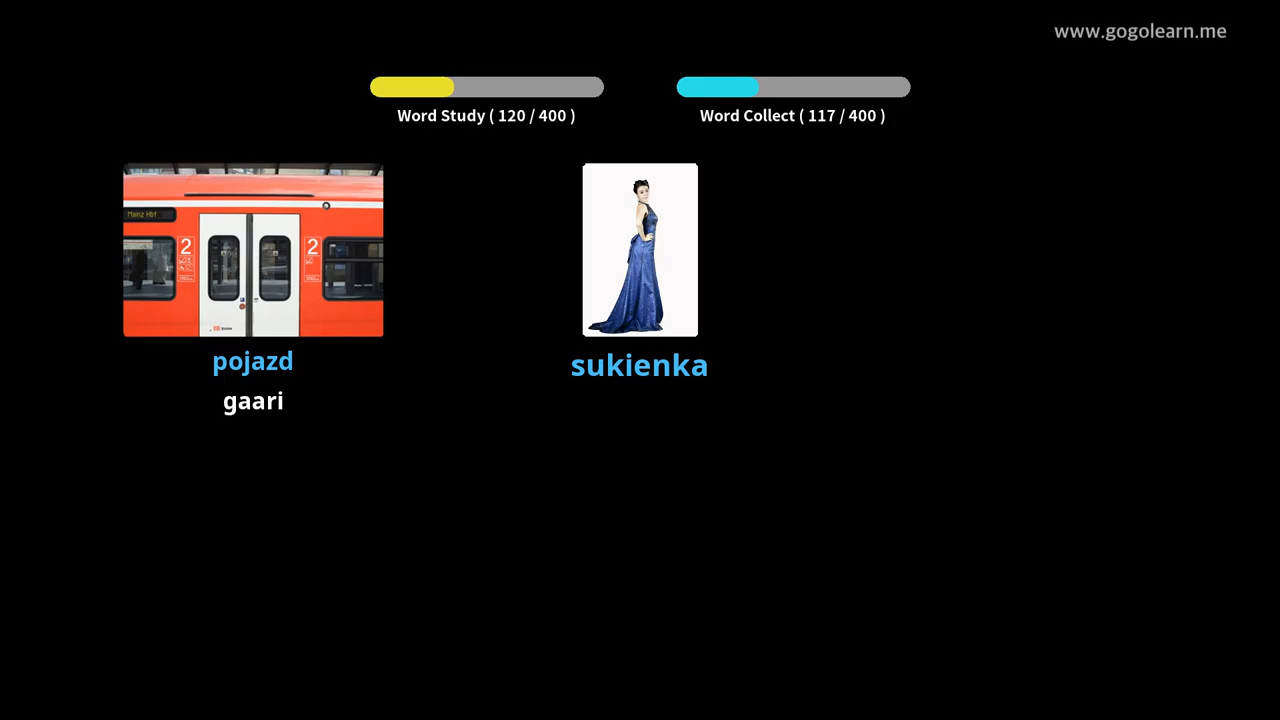 www.gogolearn.me
Word Study ( 120 / 400 )
Word Collect ( 117 / 400 )
Mainz Hbf
2
2
pojazd
sukienka
gaari